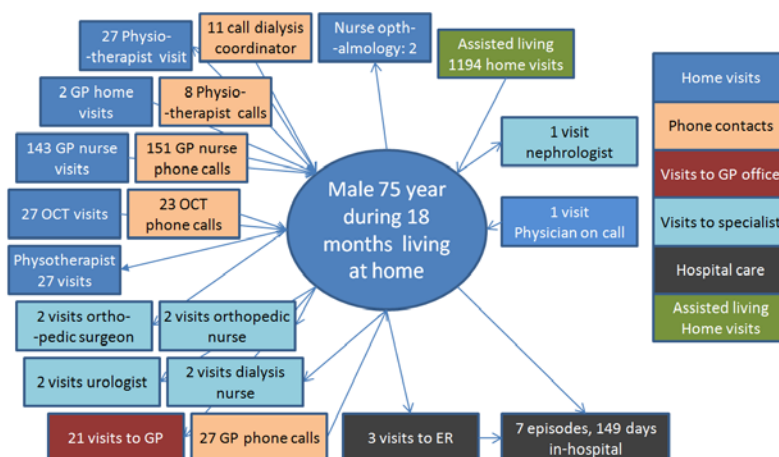 27 Physio-
-therapist visit
11 call dialysis
coordinator
Nurse opth-
-almology: 2
Assisted living
1194 home visits
2 GP home
visits
8 Physio-
-therapist calls
143 GP nurse
visits
151 GP nurse
phone calls
27 OCT visits
23 OCT
phone calls
Physotherapist
27 visits
2 visits ortho-
-pedic surgeon
2 visits orthopedic
nurse
2 visits urologist
2 visits dialysis
nurse
21 visits to GP
27 GP phone calls
Male 75 year
during 18
months living
at home
1 visit
nephrologist
1 visit
Physician on call
3 visits to ER
7 episodes, 149 days
in-hospital
Home visits
Phone contacts
Visits to GP office
Visits to specialist
Hospital care
Assisted living
Home visits